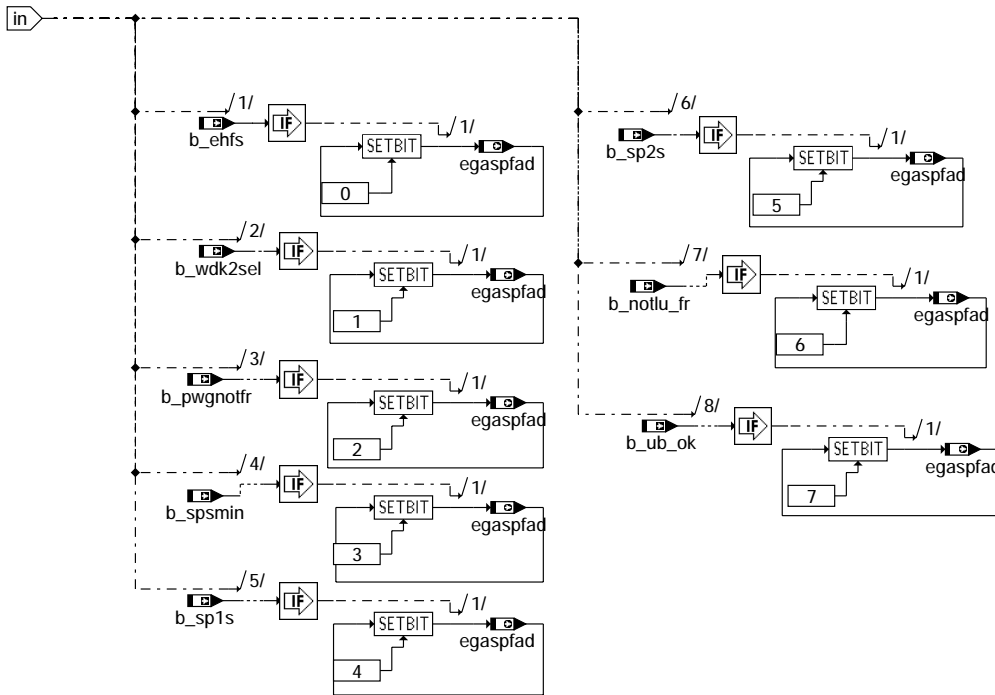 in
/1/
b_ehfs
IF
/1/
SETBIT
egaspfad
0
/2/
b_wdk2sel
IF
/1/
SETBIT
egaspfad
1
/3/
b_pwgnotfr
IF
/1/
SETBIT
egaspfad
2
/4/
b_spsmin
IF
/1/
SETBIT
egaspfad
3
/5/
b_sp1s
IF
/1/
SETBIT
egaspfad
4
/6/
b_sp2s
IF
/1/
SETBIT
egaspfad
5
/7/
b_notlu_fr
IF
/1/
SETBIT
egaspfad
6
/8/
b_ub_ok
IF
/1/
SETBIT
egaspfad
7